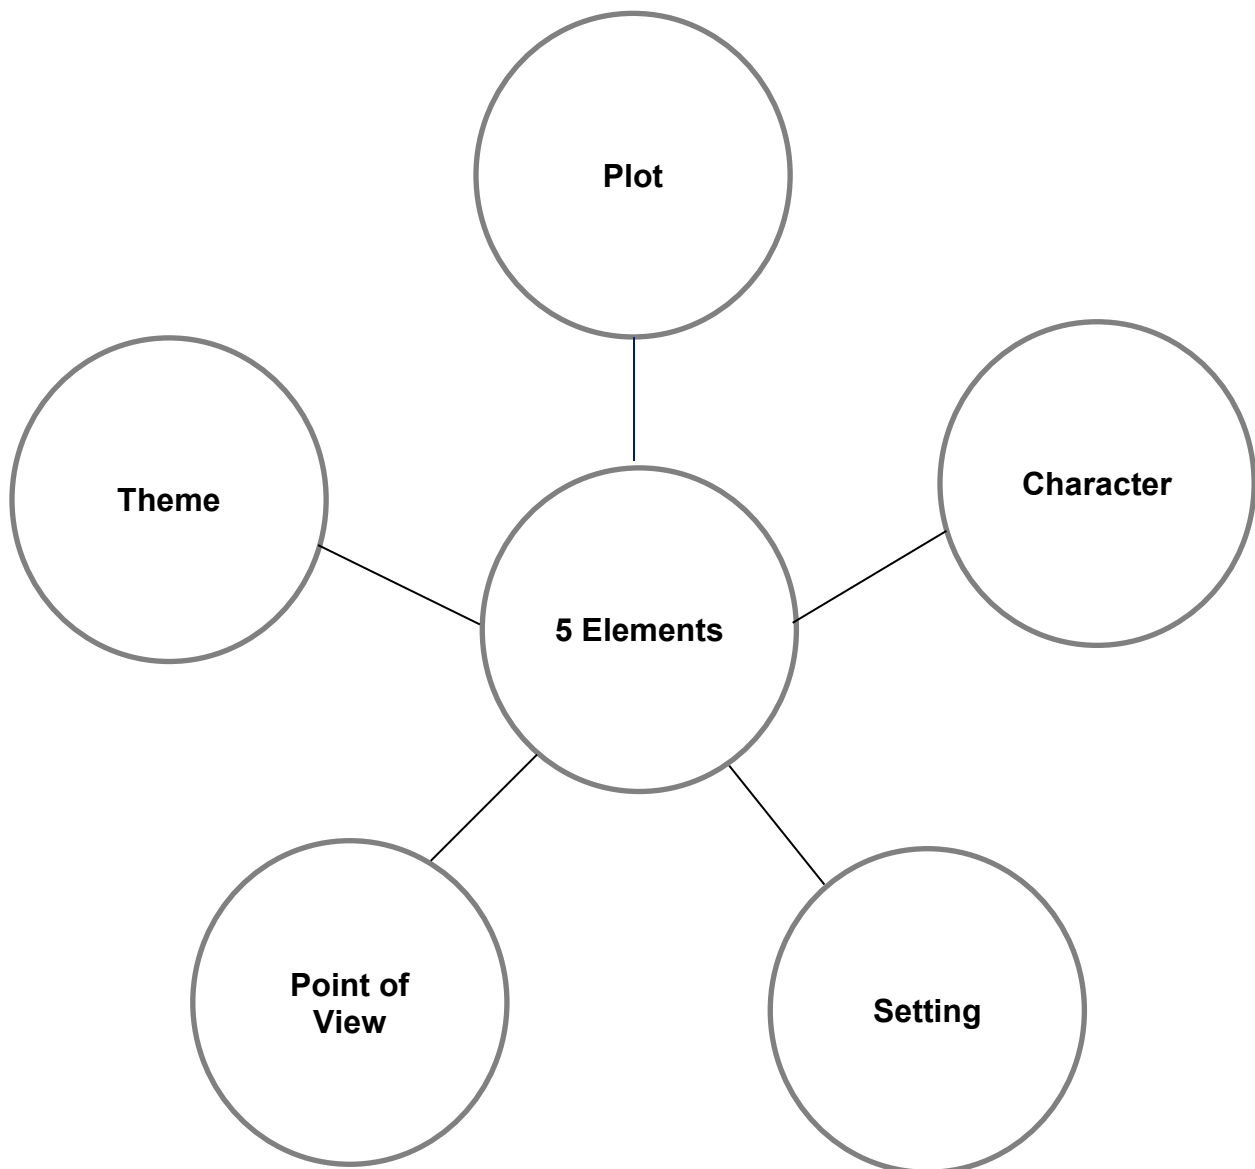 Plot
Character
Theme
5 Elements
Point of
View
Setting